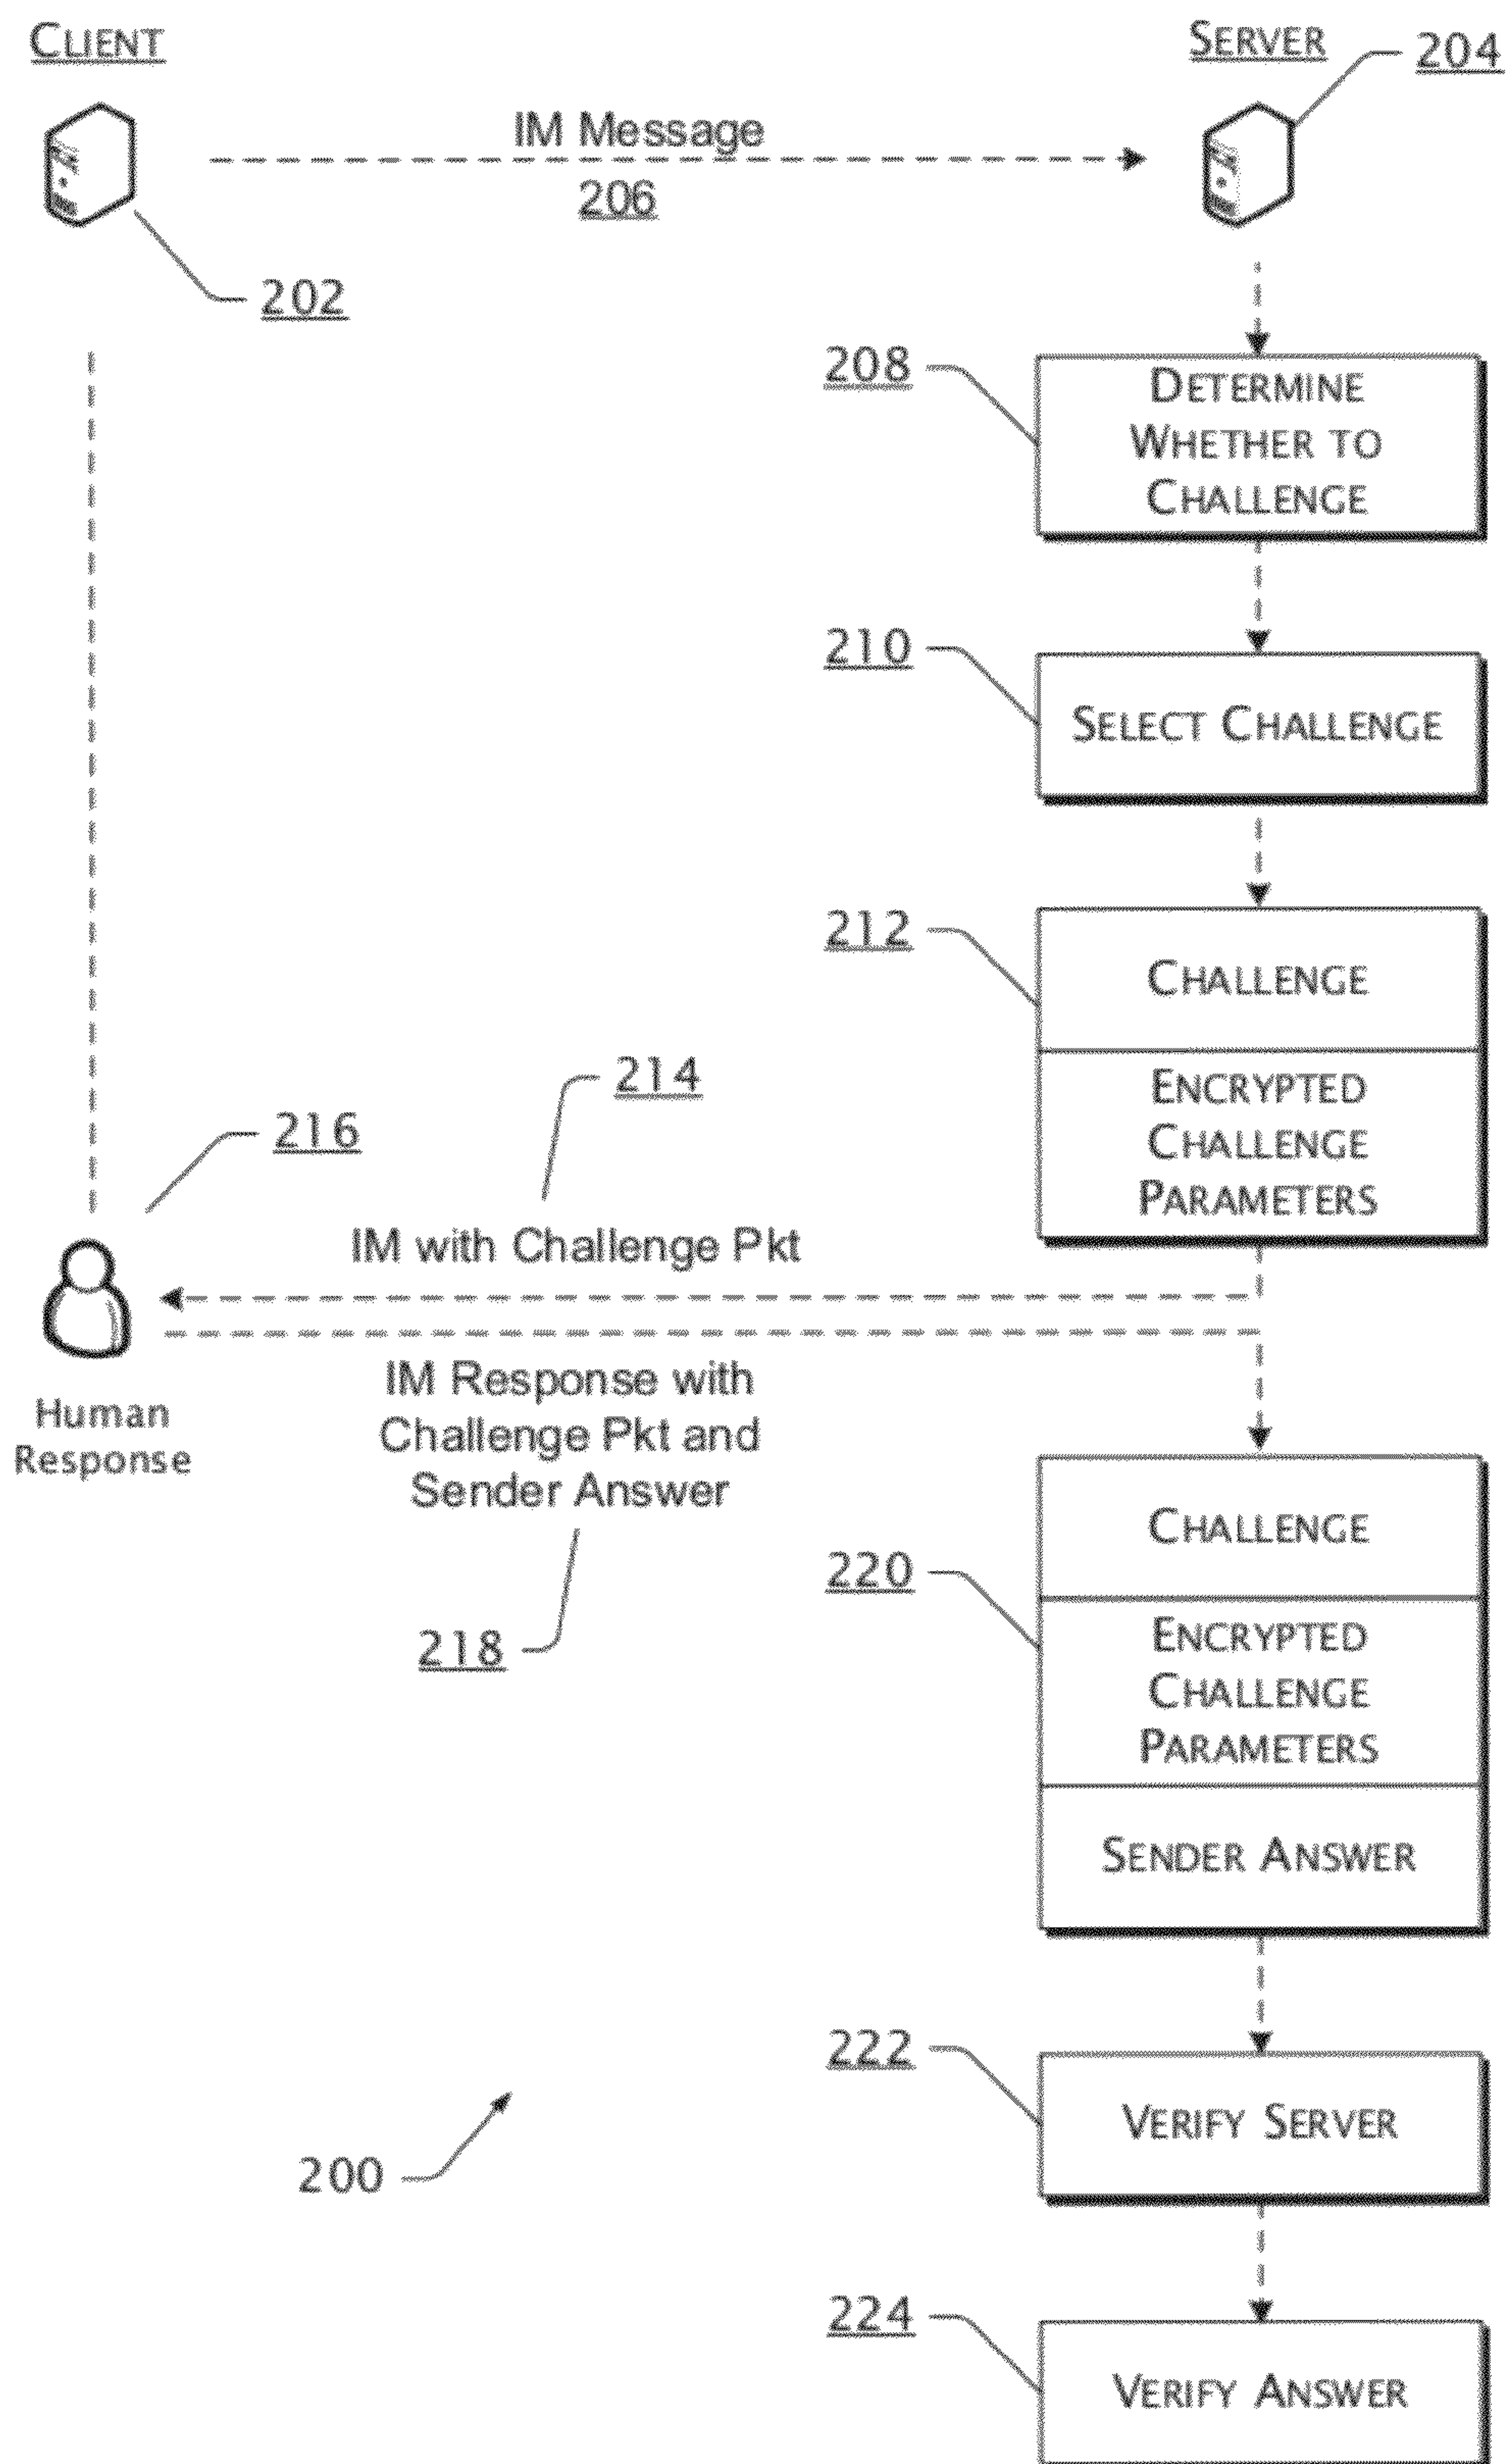 CLIENT
SERVER
204
IM Message
206
202
208
DETERMINE
WHETHER TO
CHALLENGE
210
SELECT CHALLENGE
212
CHALLENGE
ENCRYPTED
CHALLENGE
PARAMETERS
214
216
IM with Challenge Pkt
Human
Response
IM Response with
Challenge Pkt and
Sender Answer
218
220
CHALLENGE
ENCRYPTED
CHALLENGE
PARAMETERS
SENDER ANSWER
222
VERIFY SERVER
200
224
VERIFY ANSWER